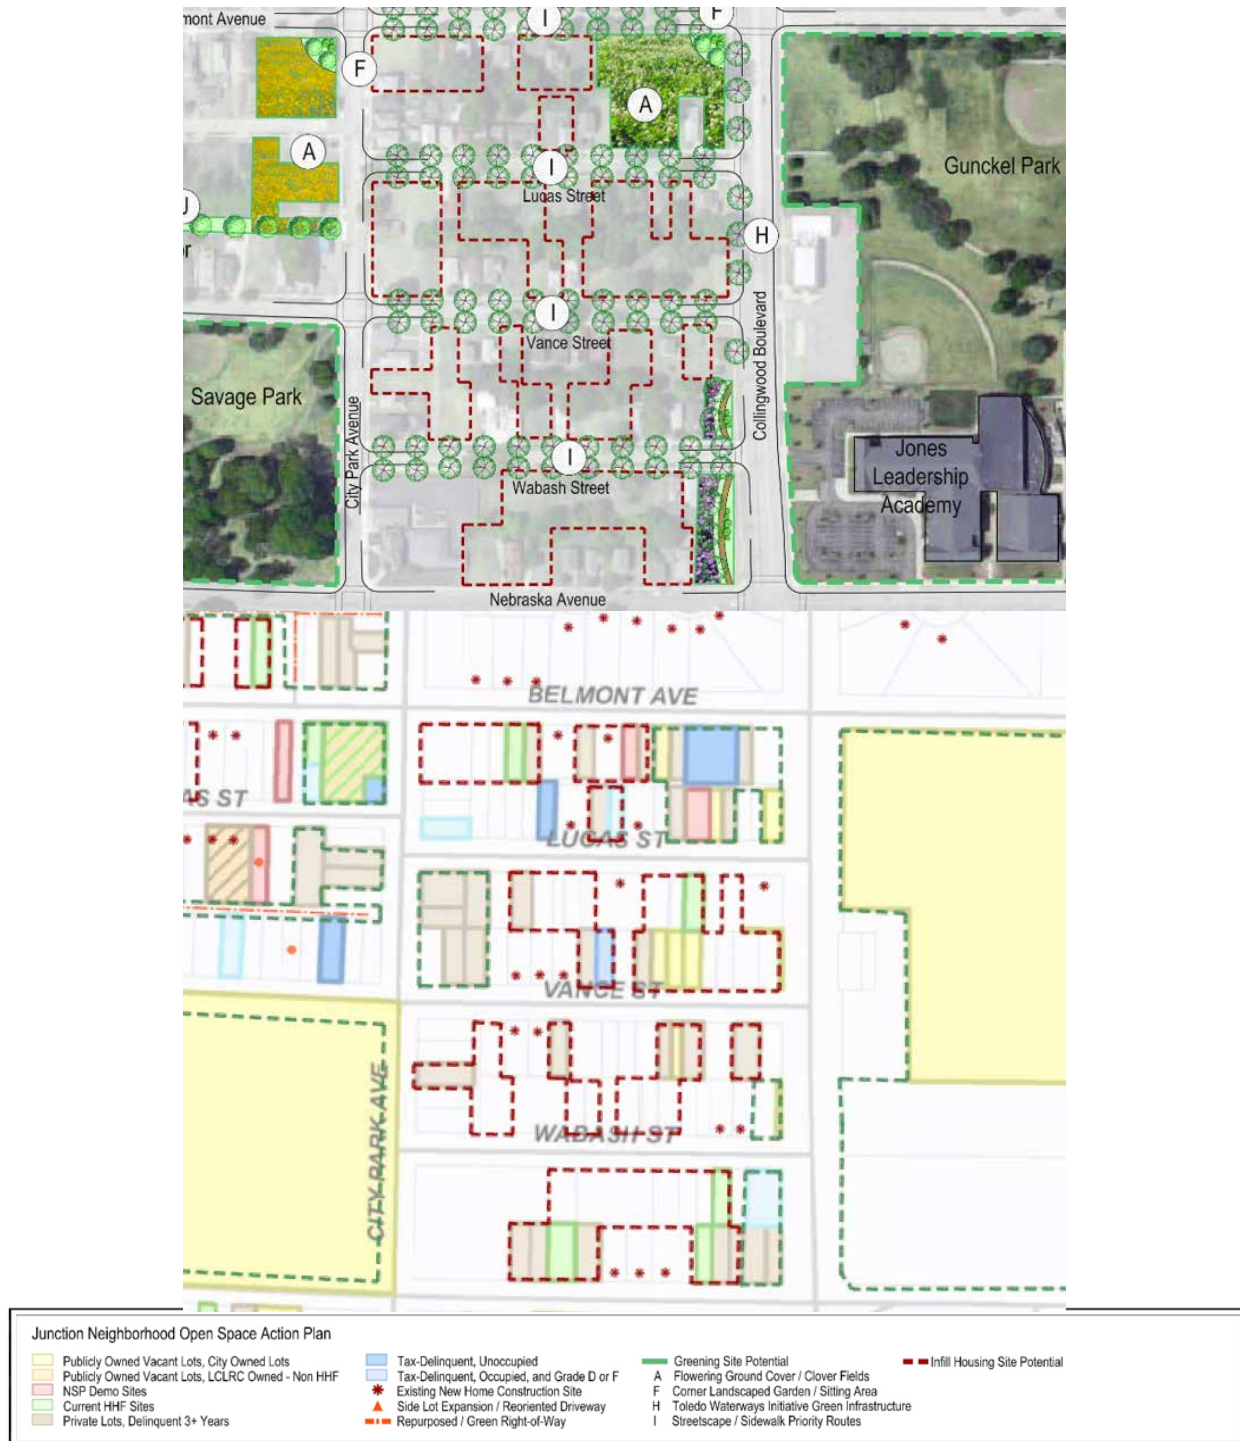 mont Avenue
I
F
F
A
Gunckel Park
A
I
Lucas Street
J
or
H
I
Vance Street
Collingwood Boulevard
Savage Park
City Park Avenue
Jones
Leadership
Academy
I
Wabash Street
Nebraska Avenue
BELMONT AVE
AS ST
LUCAS ST
VANCE ST
CITY PARK AVE
WABASH ST
Junction Neighborhood Open Space Action Plan
Publicly Owned Vacant Lots, City Owned Lots
Publicly Owned Vacant Lots, LCLRC Owned - Non HHF
NSP Demo Sites
Current HHF Sites
Private Lots, Delinquent 3+ Years
Tax-Delinquent, Unoccupied
Tax-Delinquent, Occupied, and Grade D or F
Existing New Home Construction Site
Side Lot Expansion / Reoriented Driveway
Repurposed / Green Right-of-Way
Greening Site Potential
A Flowering Ground Cover / Clover Fields
F Corner Landscaped Garden / Sitting Area
H Toledo Waterways Initiative Green Infrastructure
I Streetscape / Sidewalk Priority Routes
Infill Housing Site Potential